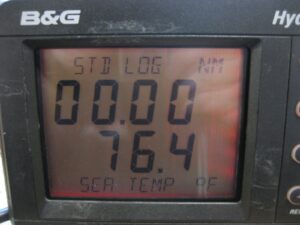 B&G Hyd
STD LOG NM
00.00
76.4
SEA TEMP °F